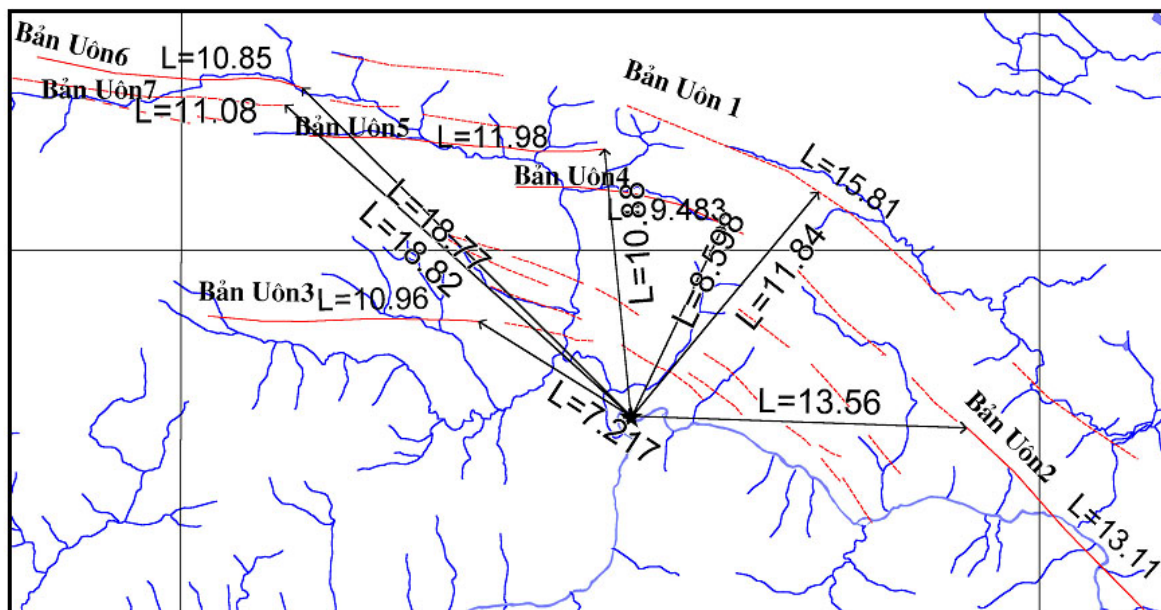 Bản Uôn6
L=10.85
Bản Uôn7
L=11.08
Bản Uôn5
L=11.98
Bản Uôn 1
L=15.81
Bản Uôn4
L=9.483
L=10.88
L=8.598
L=11.84
L=18.77
L=18.82
Bản Uôn3
L=10.96
L=7.217
L=13.56
Bản Uôn2
L=13.11